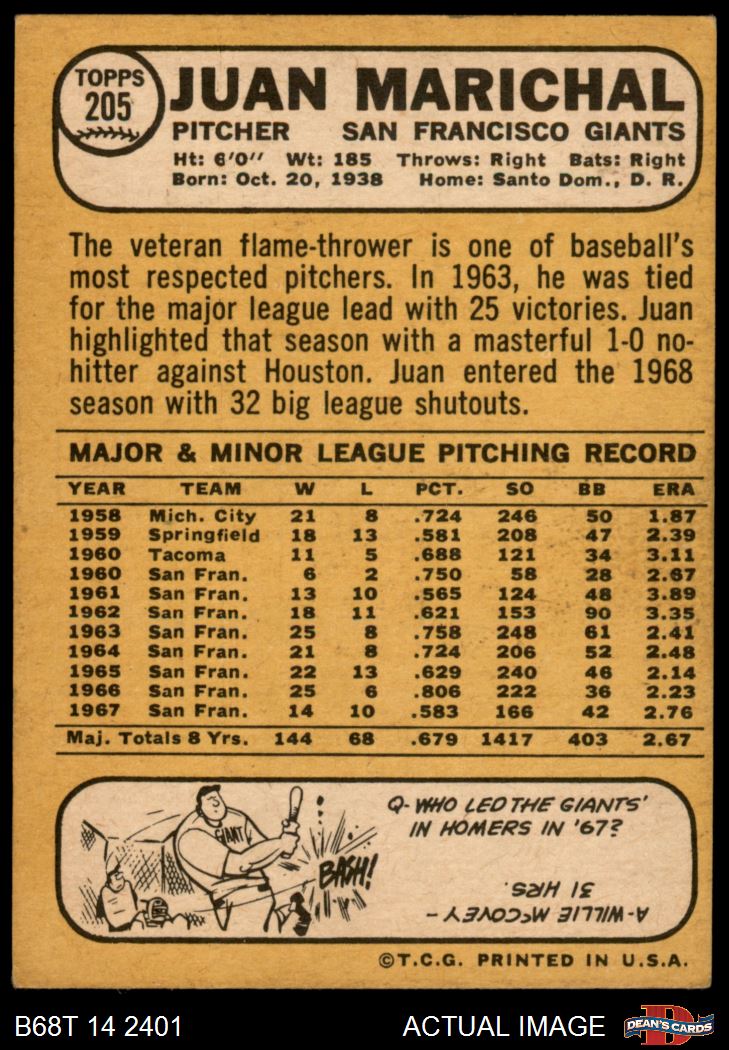 TOPPS
205
JUAN MARICHAL
PITCHER SAN FRANCISCO GIANTS
Ht: 6'0" Wt: 185 Throws: Right Bats: Right
Born: Oct. 20, 1938 Home: Santo Dom., D. R.
The veteran flame-thrower is one of baseball's
most respected pitchers. In 1963, he was tied
for the major league lead with 25 victories. Juan
highlighted that season with a masterful 1-0 no-
hitter against Houston. Juan entered the 1968
season with 32 big league shutouts.
MAJOR & MINOR LEAGUE PITCHING RECORD
YEAR TEAM W L PCT. SO BB ERA
1958 Mich. City 21 8 .724 246 50 1.87
1959 Springfield 18 13 .581 208 47 2.39
1960 Tacoma 11 5 .688 121 34 3.11
1960 San Fran. 6 2 .750 58 28 2.67
1961 San Fran. 13 10 .565 124 48 3.89
1962 San Fran. 18 11 .621 153 90 3.35
1963 San Fran. 25 8 .758 248 61 2.41
1964 San Fran. 21 8 .724 206 52 2.48
1965 San Fran. 22 13 .629 240 46 2.14
1966 San Fran. 25 6 .806 222 36 2.23
1967 San Fran. 14 10 .583 166 42 2.76
Maj. Totals 8 Yrs. 144 68 .679 1417 403 2.67
GIANT
BASH!
Q-WHO LED THE GIANTS'
IN HOMERS IN '67?
A-WILLIE McCOVEY-
31 HRS.
©T.C.G. PRINTED IN U.S.A.
B68T 14 2401 ACTUAL IMAGE
D
DEAN'S CARDS